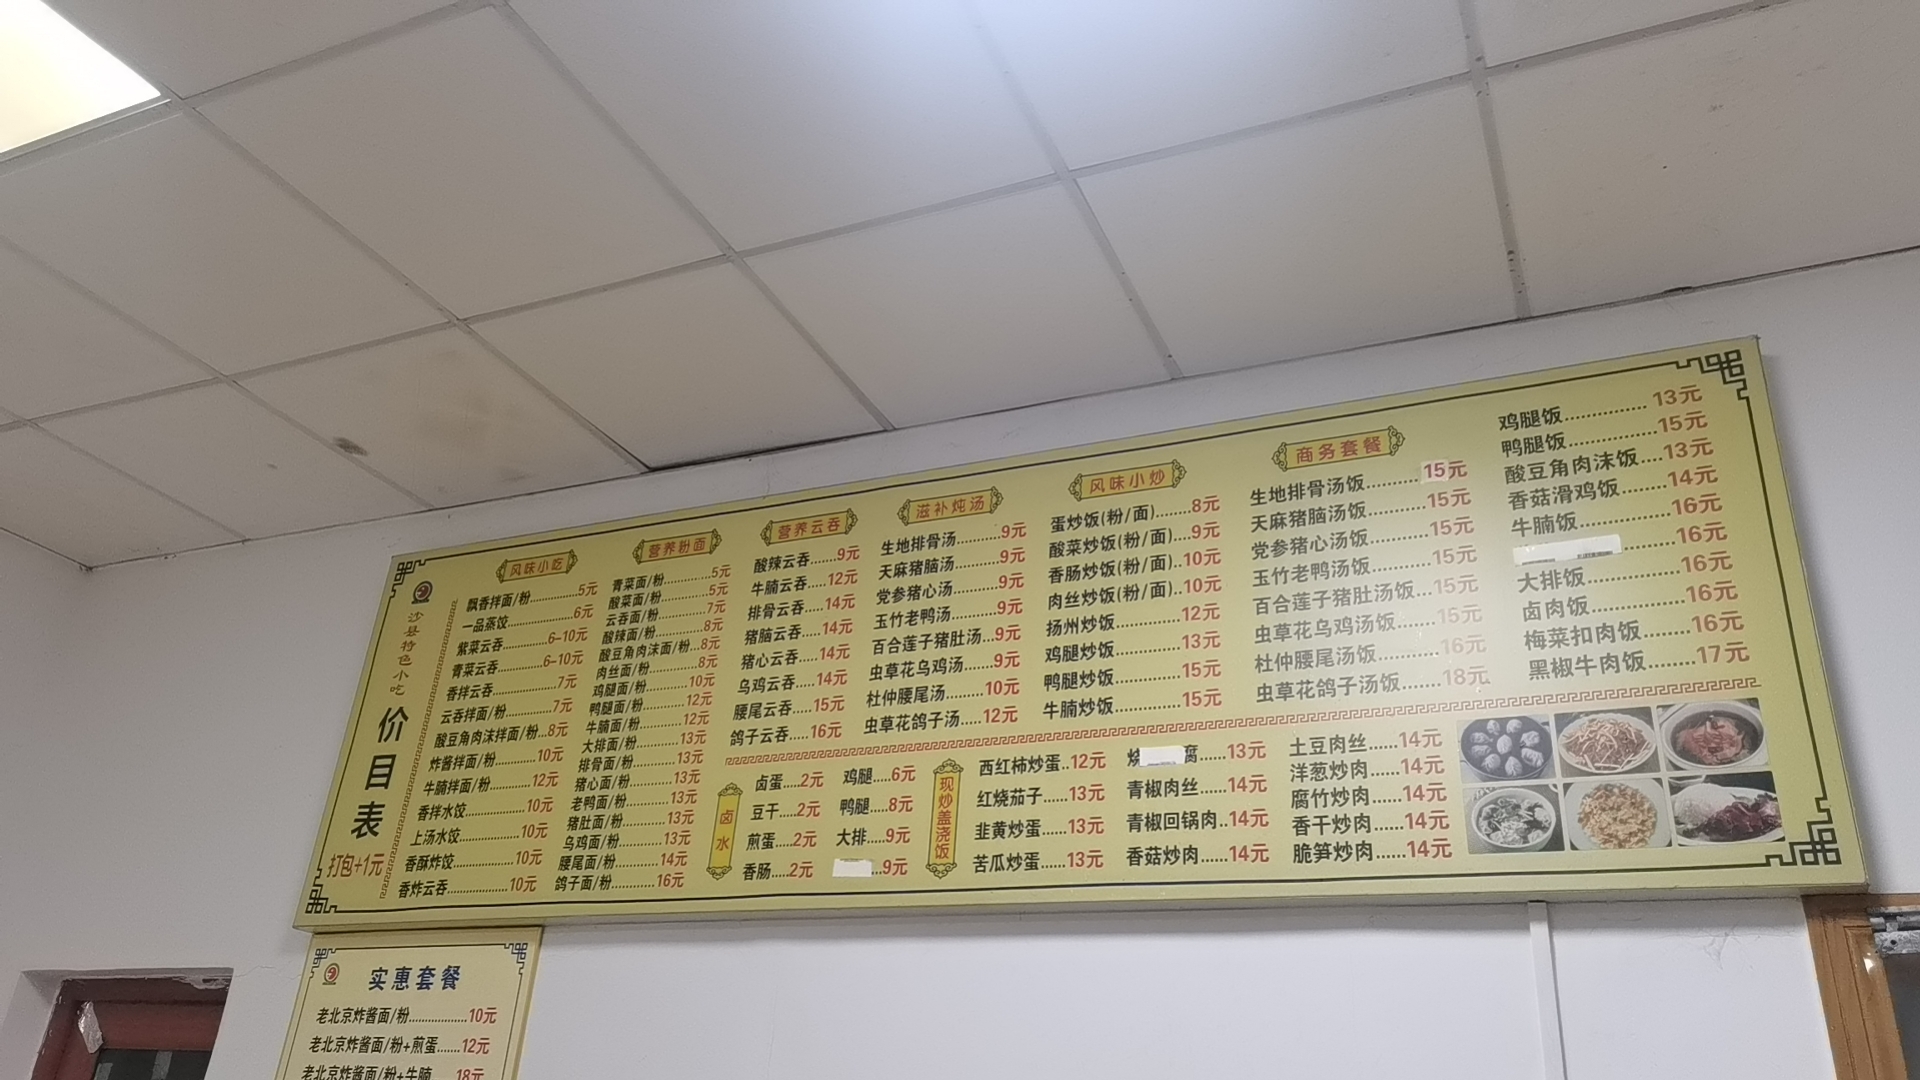 沙县特色小吃
价目表
打包+1元
风味小吃
飘香拌面/粉............5元
一品蒸饺............6元
紫菜云吞............6-10元
青菜云吞............6-10元
香拌云吞............7元
云吞拌面/粉............7元
酸豆角肉沫拌面/粉...8元
炸酱拌面/粉............10元
牛腩拌面/粉............12元
香拌水饺............10元
上汤水饺............10元
香酥炸饺............10元
香炸云吞............10元
营养粉面
青菜面/粉............5元
酸菜面/粉............5元
云吞面/粉............7元
酸辣面/粉............8元
酸豆角肉沫面/粉...8元
肉丝面/粉............8元
鸡腿面/粉............10元
鸭腿面/粉............12元
牛腩面/粉............12元
大排面/粉............13元
排骨面/粉............13元
猪心面/粉............13元
老鸭面/粉............13元
猪肚面/粉............13元
乌鸡面/粉............13元
腰尾面/粉............14元
鸽子面/粉............16元
营养云吞
酸辣云吞.....9元
牛腩云吞.....12元
排骨云吞.....14元
猪脑云吞.....14元
猪心云吞.....14元
乌鸡云吞.....14元
腰尾云吞.....15元
鸽子云吞.....16元
滋补炖汤
生地排骨汤..........9元
天麻猪脑汤..........9元
党参猪心汤..........9元
玉竹老鸭汤..........9元
百合莲子猪肚汤...9元
虫草花乌鸡汤......9元
杜仲腰尾汤........10元
虫草花鸽子汤....12元
风味小炒
蛋炒饭(粉/面)........8元
酸菜炒饭(粉/面)....9元
香肠炒饭(粉/面)..10元
肉丝炒饭(粉/面)..10元
扬州炒饭............12元
鸡腿炒饭............13元
鸭腿炒饭............15元
牛腩炒饭............15元
商务套餐
生地排骨汤饭..........15元
天麻猪脑汤饭...........15元
党参猪心汤饭...........15元
玉竹老鸭汤饭...........15元
百合莲子猪肚汤饭...15元
虫草花乌鸡汤饭.......15元
杜仲腰尾汤饭...........16元
虫草花鸽子汤饭.......18元
鸡腿饭............... 13元
鸭腿饭...............15元
酸豆角肉沫饭....13元
香菇滑鸡饭........14元
牛腩饭...............16元
........16元
大排饭...............16元
卤肉饭...............16元
梅菜扣肉饭........16元
黑椒牛肉饭........17元
卤水
卤蛋...2元
豆干....2元
煎蛋.....2元
香肠.....2元
鸡腿....6元
鸭腿.....8元
大排....9元
...9元
现炒盖浇饭
西红柿炒蛋..12元
红烧茄子......13元
韭黄炒蛋......13元
苦瓜炒蛋......13元
烧 腐......13元
青椒肉丝......14元
青椒回锅肉..14元
香菇炒肉......14元
土豆肉丝......14元
洋葱炒肉......14元
腐竹炒肉......14元
香干炒肉......14元
脆笋炒肉......14元
实惠套餐
老北京炸酱面/粉..................10元
老北京炸酱面/粉+煎蛋.......12元
老北京炸酱面/粉+牛腩...18元